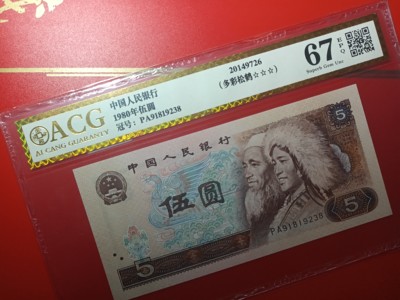 ACG
AI CANG GUARANTY
中国人民银行
1980年伍圆
冠号：PA91819238
20149726
(多彩松鹤☆☆☆)
67 EPQ
Superb Gem Unc
中国人民银行
5
伍圆
PA91819238
5
5